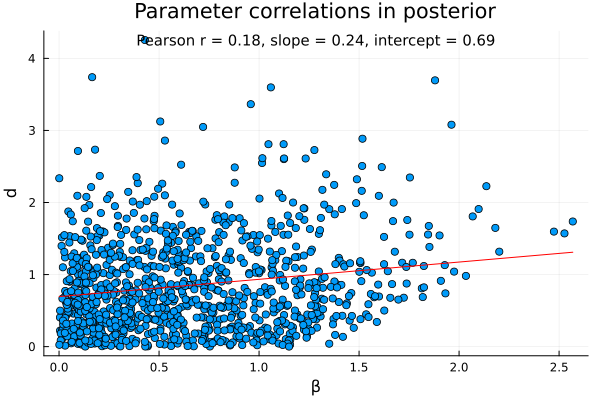 Parameter correlations in posterior
Pearson r = 0.18, slope = 0.24, intercept = 0.69
4
3
2
1
0
d
0.0 0.5 1.0 1.5 2.0 2.5
β